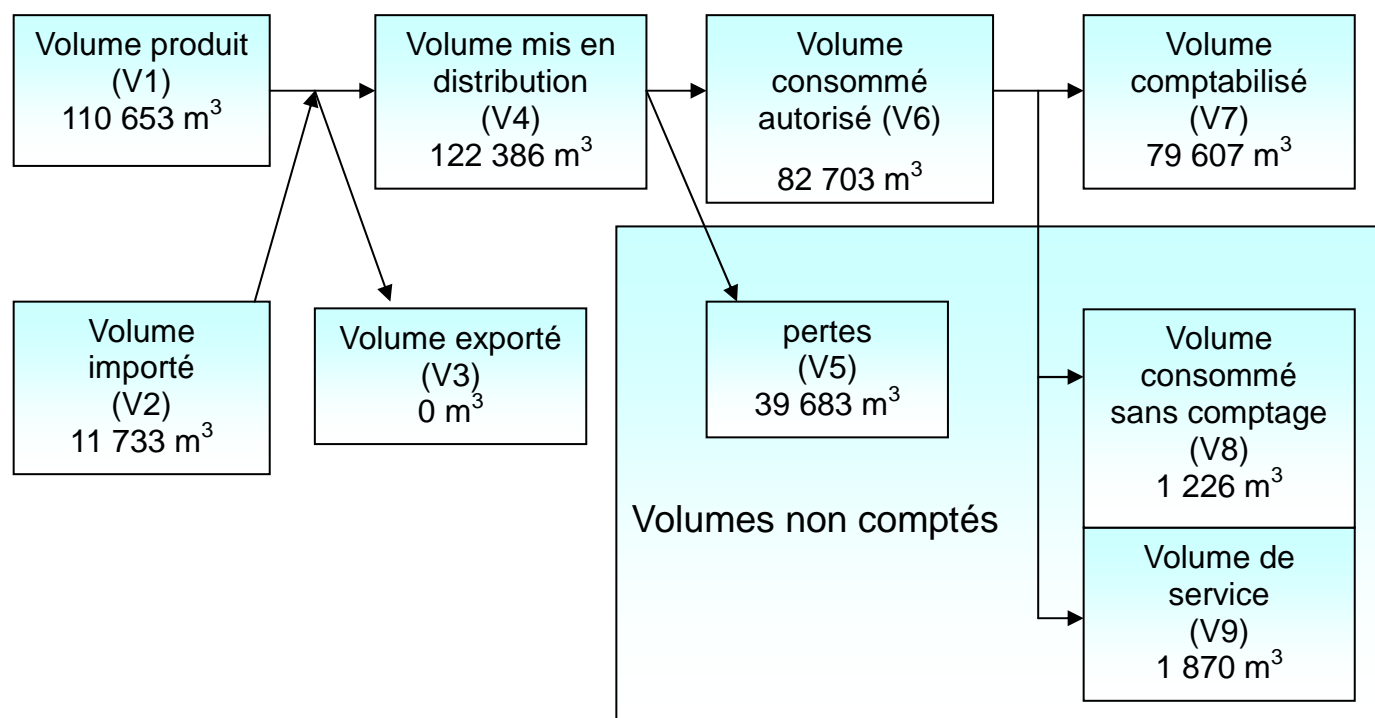 Volume produit
(V1)
110 653 m³
Volume mis en
distribution
(V4)
122 386 m³
Volume
consommé
autorisé (V6)
82 703 m³
Volume
comptabilisé
(V7)
79 607 m³
Volume
importé
(V2)
11 733 m³
Volume exporté
(V3)
0 m³
pertes
(V5)
39 683 m³
Volume
consommé
sans comptage
(V8)
1 226 m³
Volumes non comptés
Volume de
service
(V9)
1 870 m³